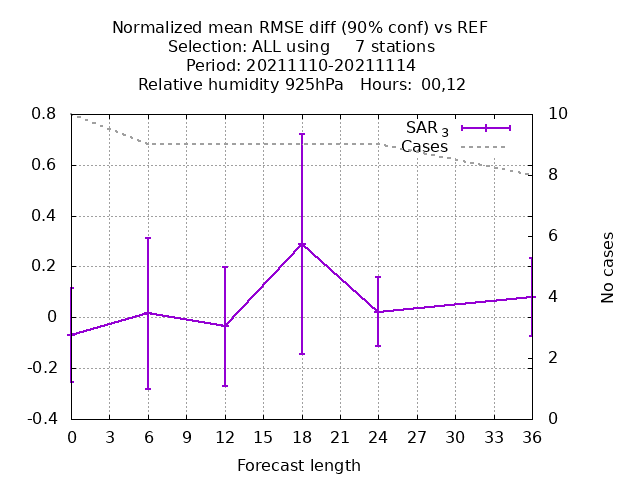 Normalized mean RMSE diff (90% conf) vs REF
Selection: ALL using     7 stations
Period: 20211110-20211114
Relative humidity 925hPa   Hours: 00,12
SAR 3
Cases
0.8
0.6
0.4
0.2
0
-0.2
-0.4
10
8
6
4
2
0
No cases
0 3 6 9 12 15 18 21 24 27 30 33 36
Forecast length